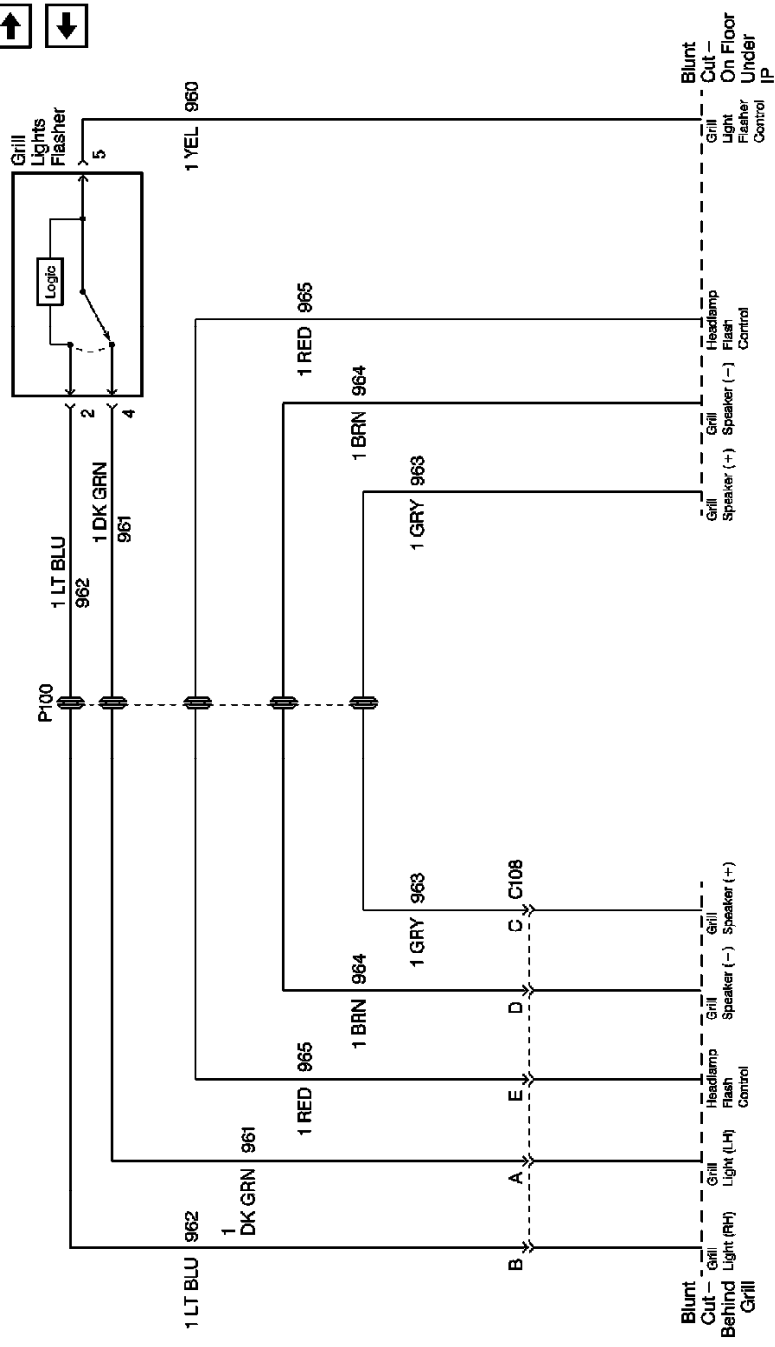 Grill
Lights
Flasher
Logic
5
2
4
1 YEL 960
1 LT BLU
962
1 DK GRN
961
P100
1 RED 965
1 BRN 964
1 GRY 963
1 LT BLU 962
1
DK GRN 961
1 RED 965
1 BRN 964
1 GRY 963
B
A
E
D
C
C108
Blunt
Cut –
Behind
Grill
Grill
Light (RH)
Grill
Light (LH)
Headlamp
Flash
Control
Grill
Speaker (–)
Grill
Speaker (+)
Grill
Speaker (+)
Grill
Speaker (–)
Headlamp
Flash
Control
Grill
Light
Flasher
Control
Blunt
Cut –
On Floor
Under
IP